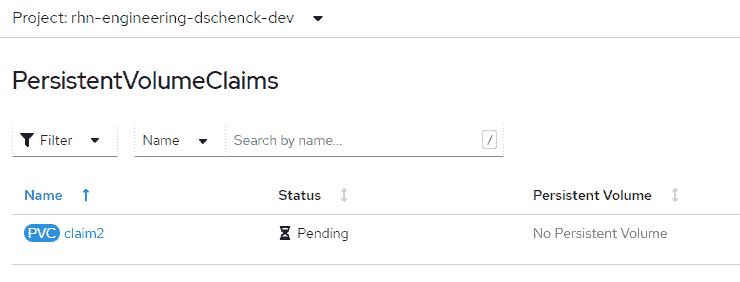 Project: rhn-engineering-dschenck-dev
PersistentVolumeClaims
Filter Name Search by name... /
Name Status Persistent Volume
PVC claim2 Pending No Persistent Volume